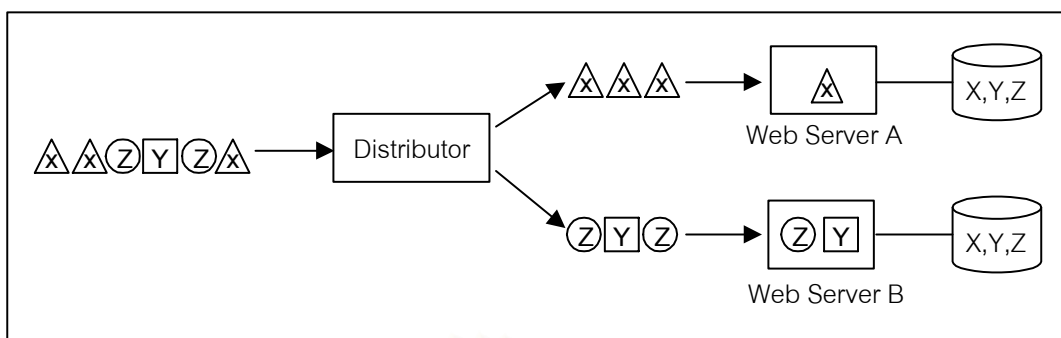 x x x
x
X,Y,Z
Web Server A
x x Z Y Z x
Distributor
Z Y Z
Z Y
X,Y,Z
Web Server B